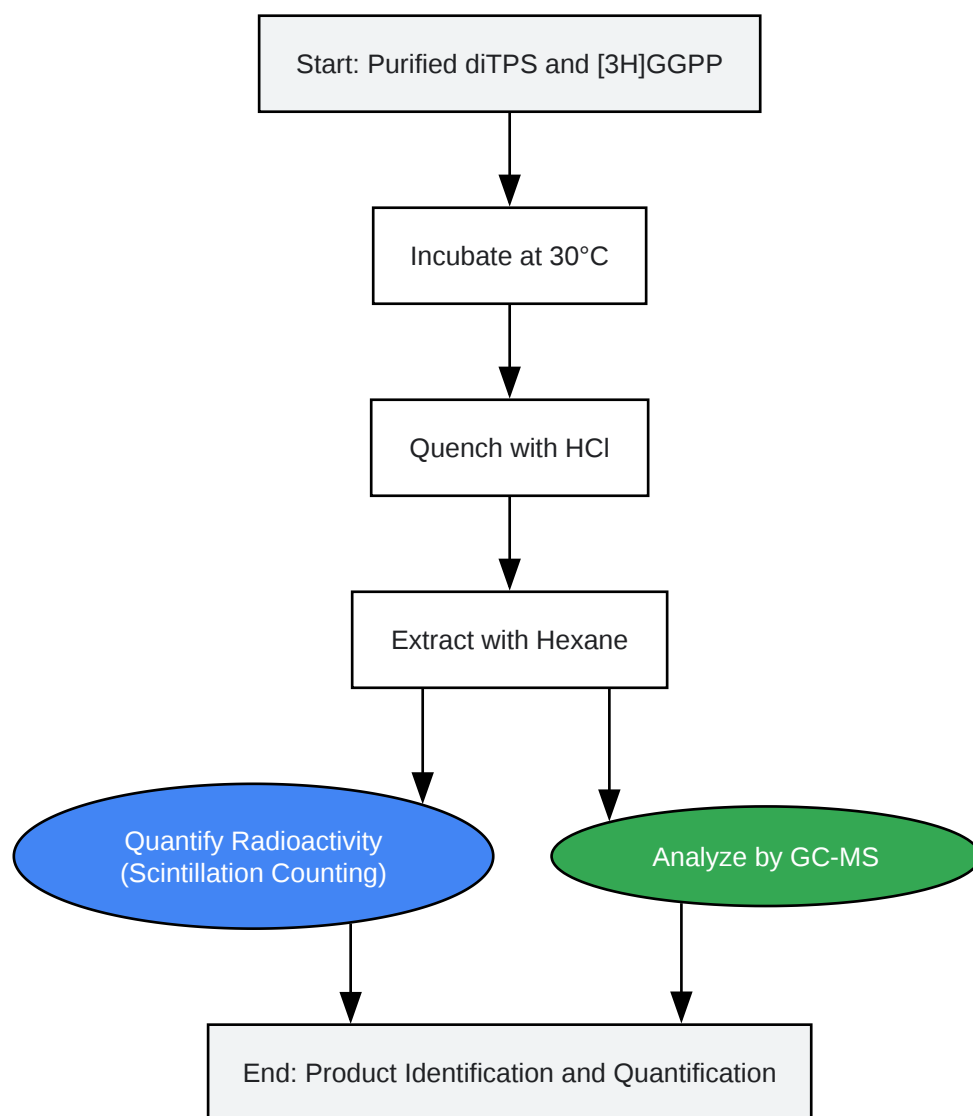 Start: Purified diTPS and [3H]GGPP
Incubate at 30°C
Quench with HCl
Extract with Hexane
Quantify Radioactivity
(Scintillation Counting)
Analyze by GC-MS
End: Product Identification and Quantification